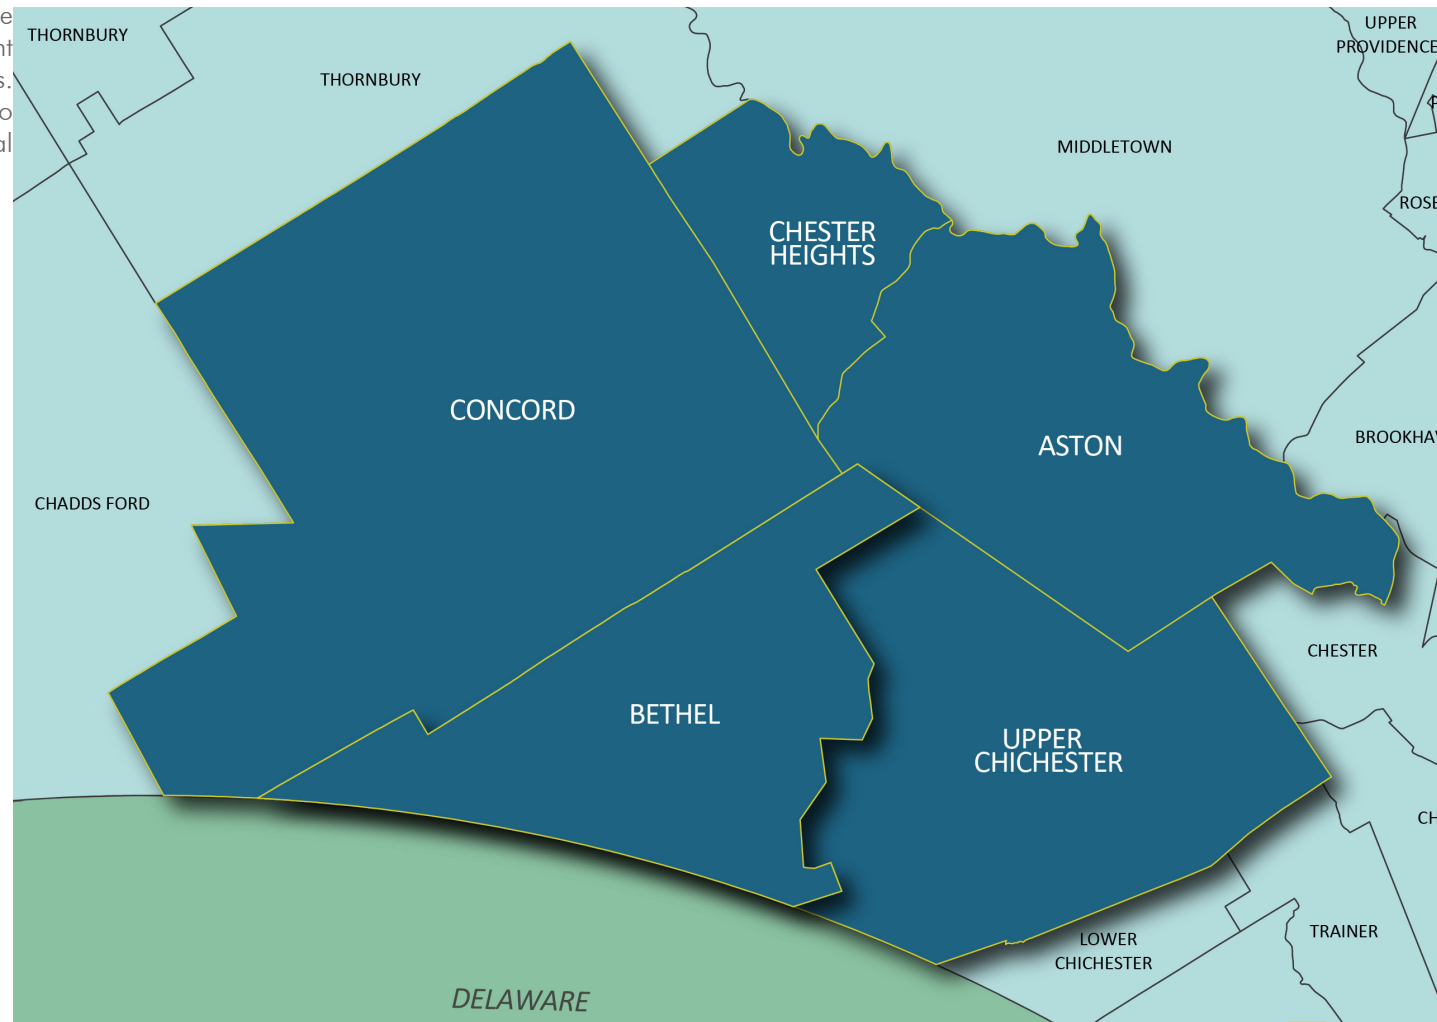 THORNBURY
THORNBURY
UPPER
PROVIDENCE
MIDDLETOWN
CHESTER
HEIGHTS
CONCORD
ASTON
CHADDS FORD
CHESTER
BETHEL
UPPER
CHICHESTER
LOWER
CHICHESTER
TRAINER
DELAWARE